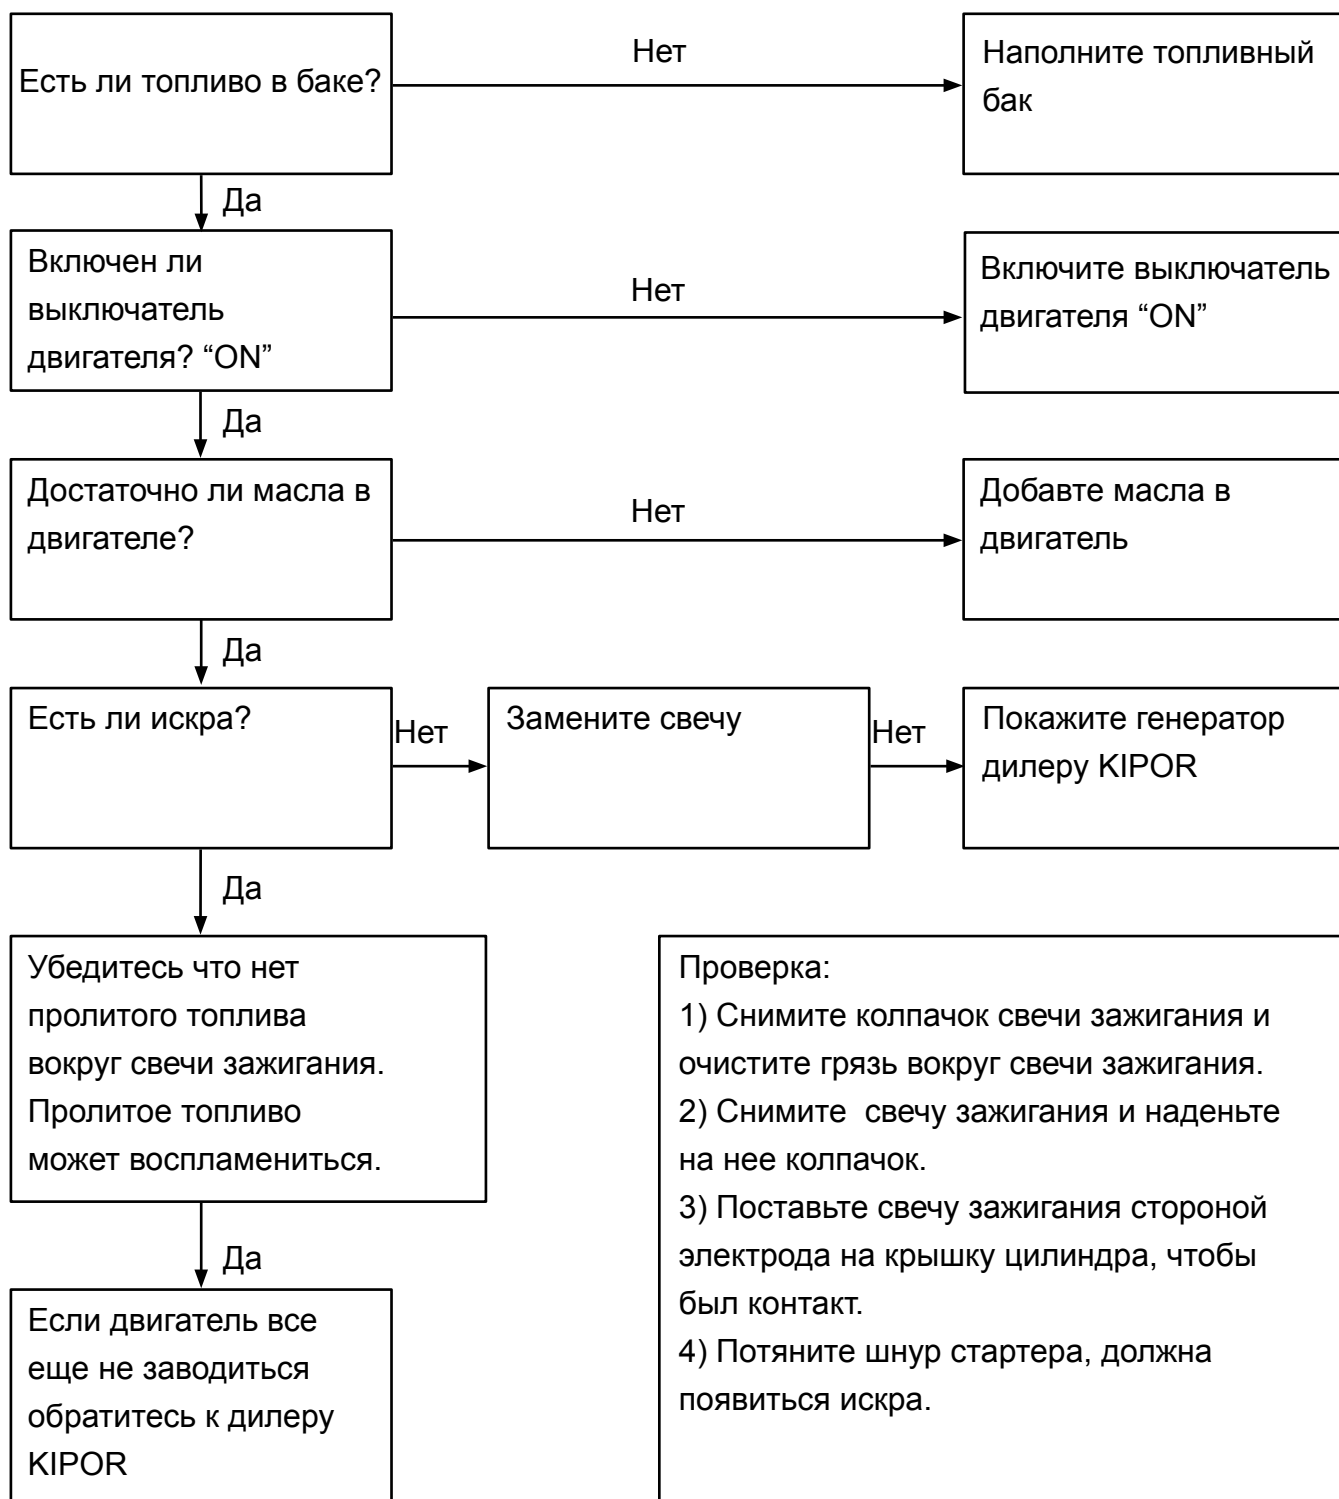 Есть ли топливо в баке?
Нет
Наполните топливный
бак
Да
Включен ли
выключатель
двигателя? “ON”
Нет
Включите выключатель
двигателя “ON”
Да
Достаточно ли масла в
двигателе?
Нет
Добавте масла в
двигатель
Да
Есть ли искра?
Нет
Замените свечу
Нет
Покажите генератор
дилеру KIPOR
Да
Убедитесь что нет
пролитого топлива
вокруг свечи зажигания.
Пролитое топливо
может воспламениться.
Да
Если двигатель все
еще не заводиться
обратитесь к дилеру
KIPOR
Проверка:
1) Снимите колпачок свечи зажигания и
очистите грязь вокруг свечи зажигания.
2) Снимите  свечу зажигания и наденьте
на нее колпачок.
3) Поставьте свечу зажигания стороной
электрода на крышку цилиндра, чтобы
был контакт.
4) Потяните шнур стартера, должна
появиться искра.